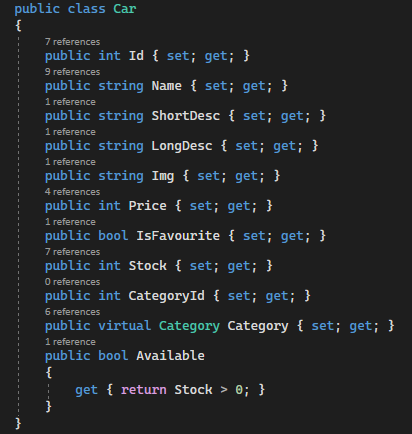 public class Car
{
7 references
public int Id { set; get; }
9 references
public string Name { set; get; }
1 reference
public string ShortDesc { set; get; }
1 reference
public string LongDesc { set; get; }
1 reference
public string Img { set; get; }
4 references
public int Price { set; get; }
1 reference
public bool IsFavourite { set; get; }
7 references
public int Stock { set; get; }
0 references
public int CategoryId { set; get; }
6 references
public virtual Category Category { set; get; }
1 reference
public bool Available
{
get { return Stock > 0; }
}
}